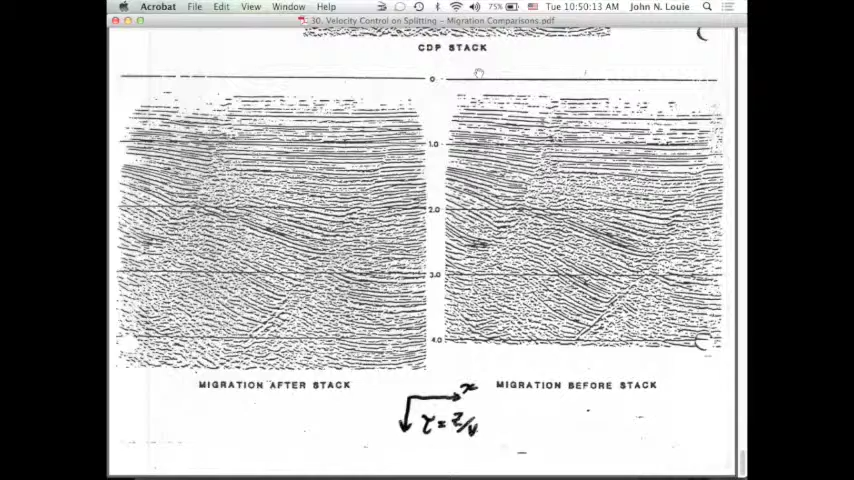 Acrobat File Edit View Window Help 75% Tue 10:50:13 AM John N. Louie
30. Velocity Control on Splitting – Migration Comparisons.pdf
CDP STACK
0
1.0
2.0
3.0
4.0
MIGRATION AFTER STACK
MIGRATION BEFORE STACK
x
τ = z/v